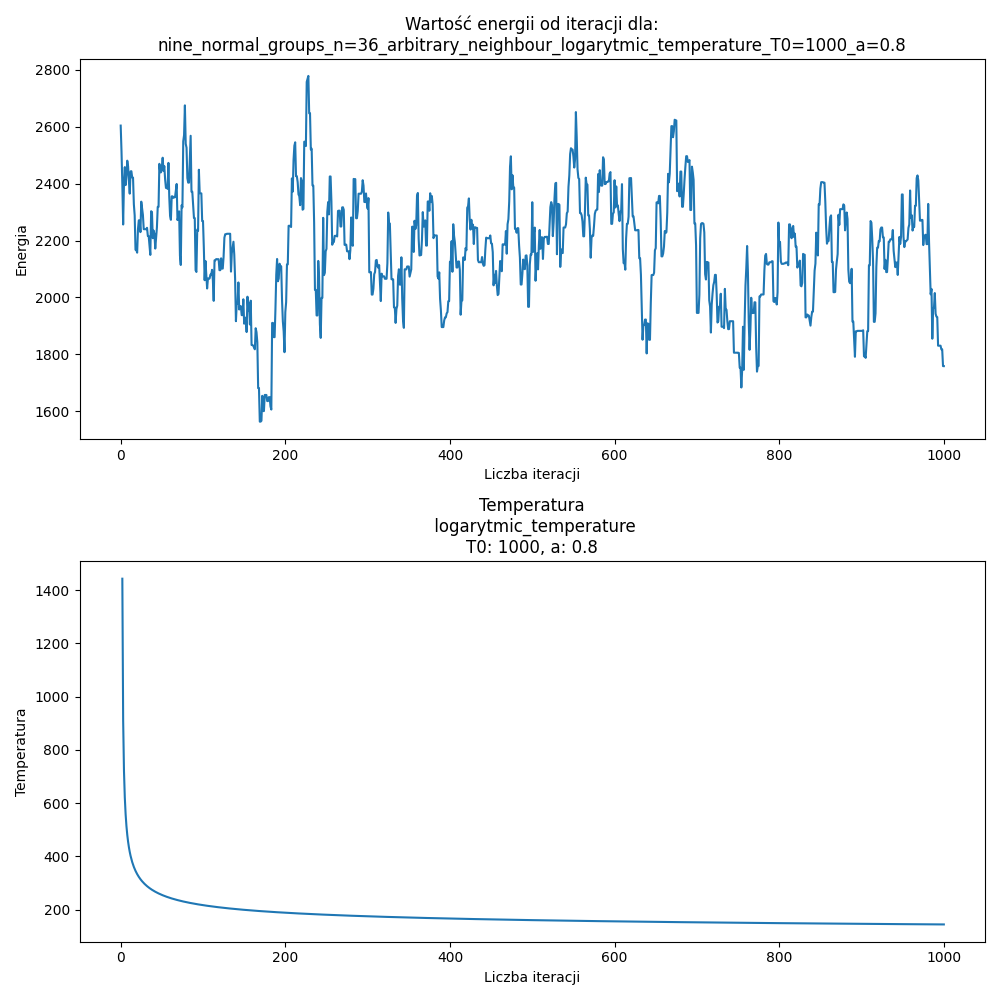 Wartość energii od iteracji dla:
nine_normal_groups_n=36_arbitrary_neighbour_logarytmic_temperature_T0=1000_a=0.8
2800
2600
2400
2200
2000
1800
1600
Energia
0 200 400 600 800 1000
Liczba iteracji
Temperatura
logarytmic_temperature
T0: 1000, a: 0.8
1400
1200
1000
800
600
400
200
Temperatura
0 200 400 600 800 1000
Liczba iteracji